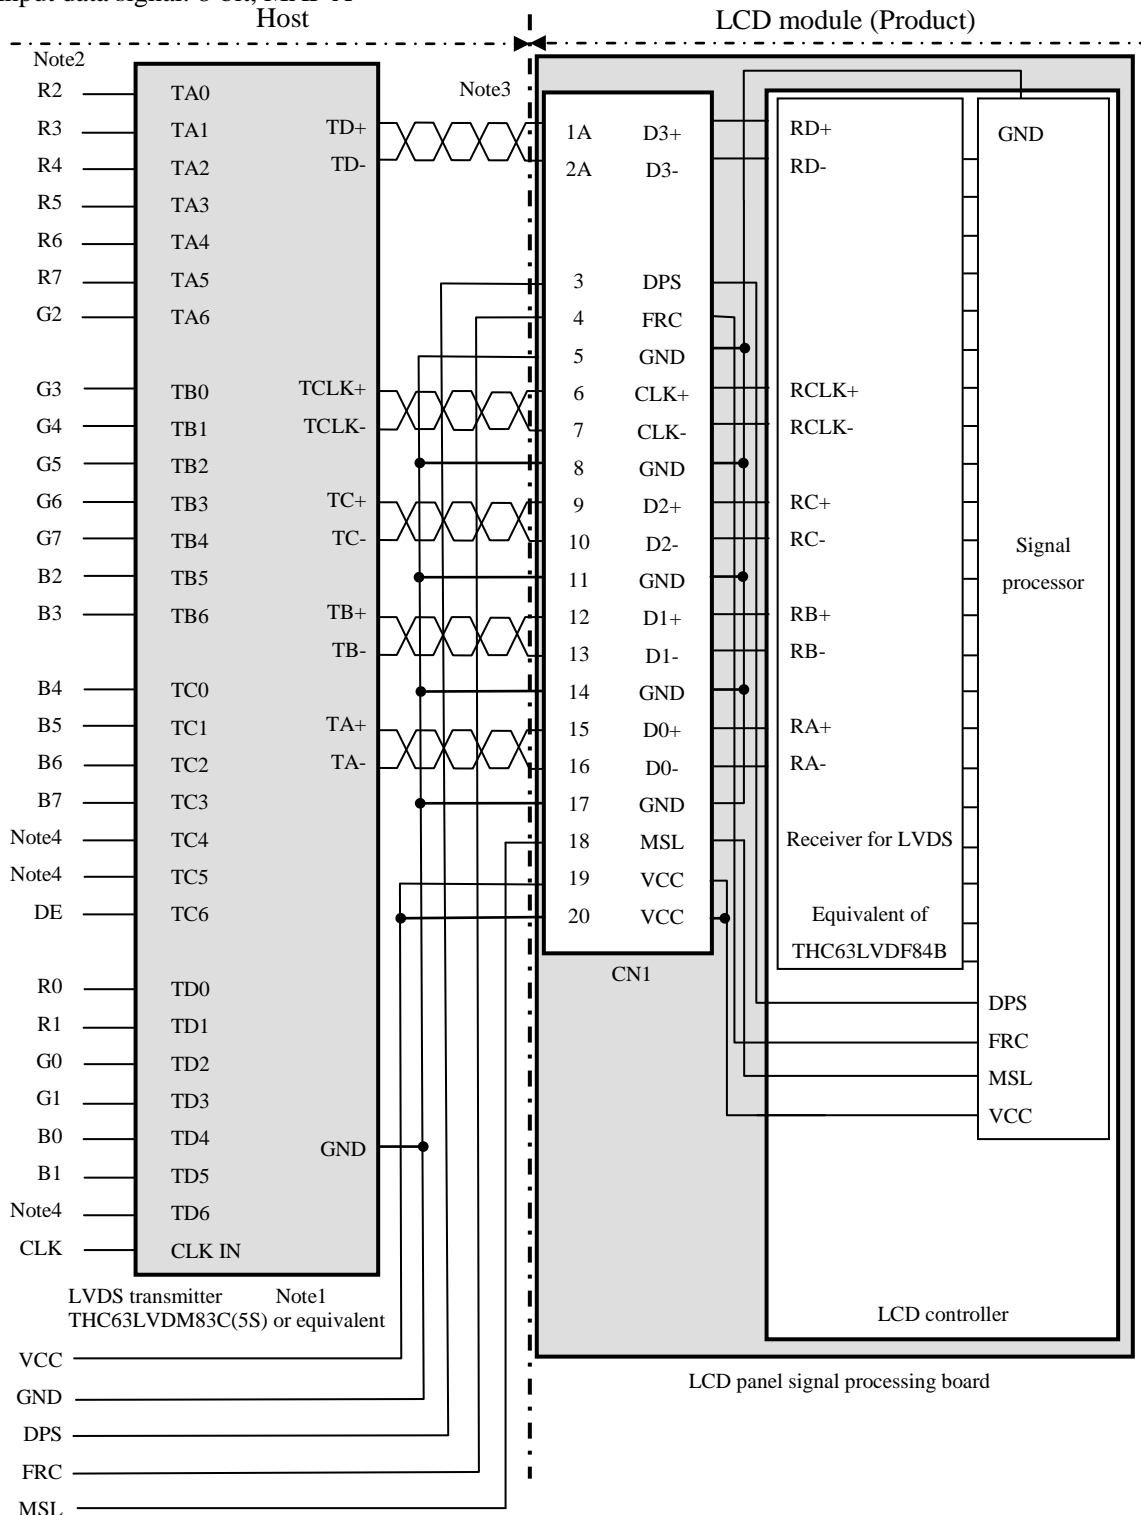 Host
LCD module (Product)
Note2
R2 TA0
R3 TA1
R4 TA2
R5 TA3
R6 TA4
R7 TA5
G2 TA6
G3 TB0
G4 TB1
G5 TB2
G6 TB3
G7 TB4
B2 TB5
B3 TB6
B4 TC0
B5 TC1
B6 TC2
B7 TC3
Note4 TC4
Note4 TC5
DE TC6
R0 TD0
R1 TD1
G0 TD2
G1 TD3
B0 TD4
B1 TD5
Note4 TD6
CLK CLK IN
TD+
TD-
TCLK+
TCLK-
TC+
TC-
TB+
TB-
TA+
TA-
GND
LVDS transmitter Note1
THC63LVDM83C(5S) or equivalent
VCC
GND
DPS
FRC
MSL
Note3
1A D3+
2A D3-
3 DPS
4 FRC
5 GND
6 CLK+
7 CLK-
8 GND
9 D2+
10 D2-
11 GND
12 D1+
13 D1-
14 GND
15 D0+
16 D0-
17 GND
18 MSL
19 VCC
20 VCC
CN1
RD+
RD-
RCLK+
RCLK-
RC+
RC-
RB+
RB-
RA+
RA-
Receiver for LVDS
Equivalent of
THC63LVDF84B
GND
Signal
processor
DPS
FRC
MSL
VCC
LCD controller
LCD panel signal processing board